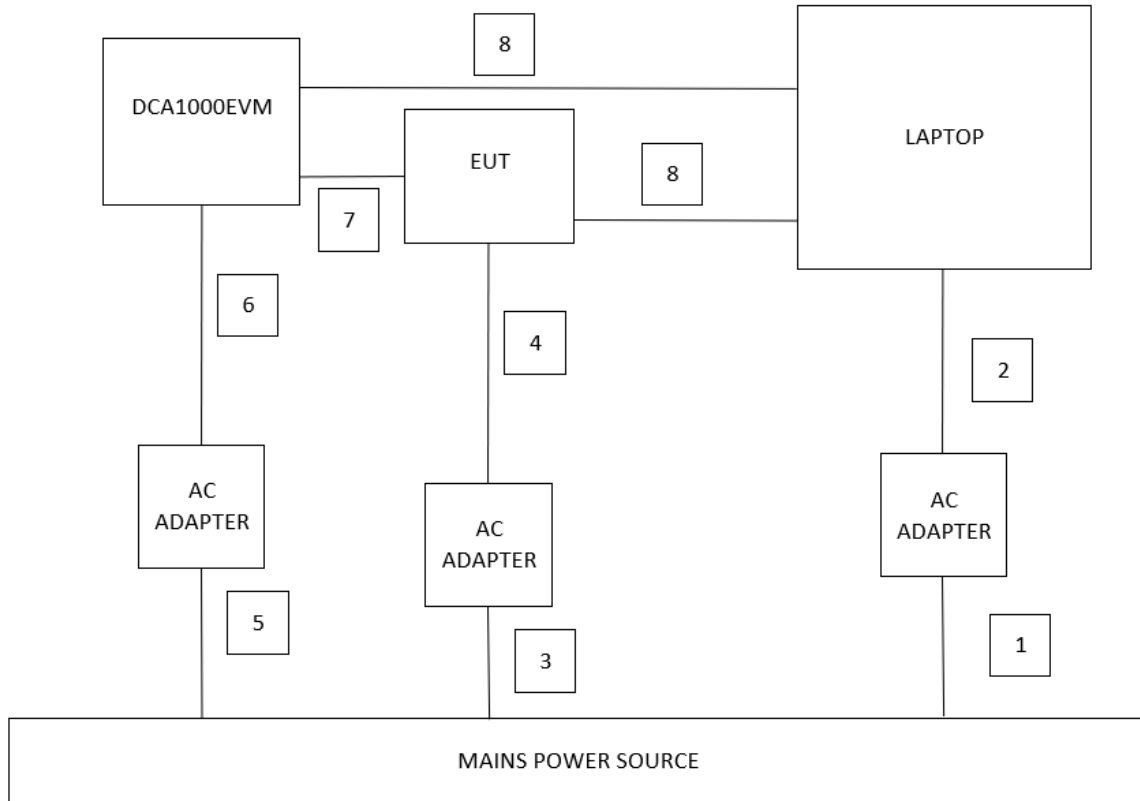 8
DCA1000EVM
LAPTOP
EUT
8
7
6
4
2
AC
ADAPTER
AC
ADAPTER
AC
ADAPTER
5
3
1
MAINS POWER SOURCE